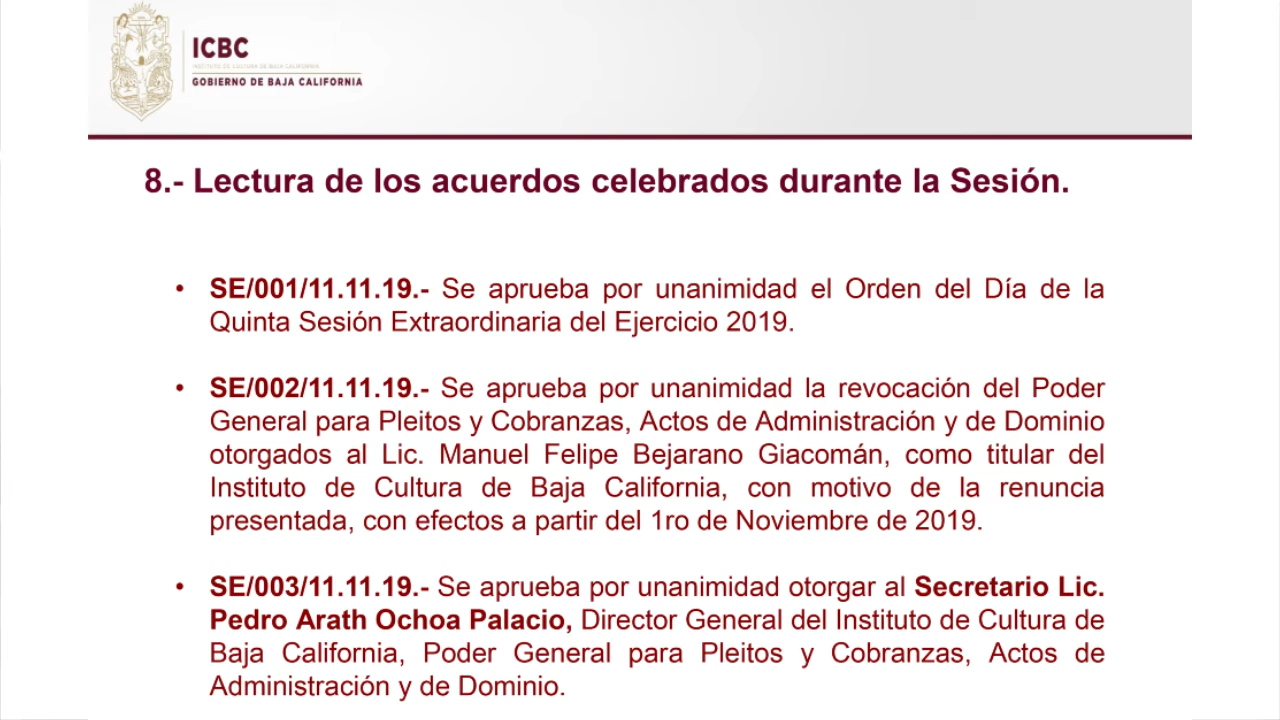 ICBC
INSTITUTO DE CULTURA DE BAJA CALIFORNIA
GOBIERNO DE BAJA CALIFORNIA
8.- Lectura de los acuerdos celebrados durante la Sesión.
• SE/001/11.11.19.- Se aprueba por unanimidad el Orden del Día de la
Quinta Sesión Extraordinaria del Ejercicio 2019.
• SE/002/11.11.19.- Se aprueba por unanimidad la revocación del Poder
General para Pleitos y Cobranzas, Actos de Administración y de Dominio
otorgados al Lic. Manuel Felipe Bejarano Giacomán, como titular del
Instituto de Cultura de Baja California, con motivo de la renuncia
presentada, con efectos a partir del 1ro de Noviembre de 2019.
• SE/003/11.11.19.- Se aprueba por unanimidad otorgar al Secretario Lic.
Pedro Arath Ochoa Palacio, Director General del Instituto de Cultura de
Baja California, Poder General para Pleitos y Cobranzas, Actos de
Administración y de Dominio.